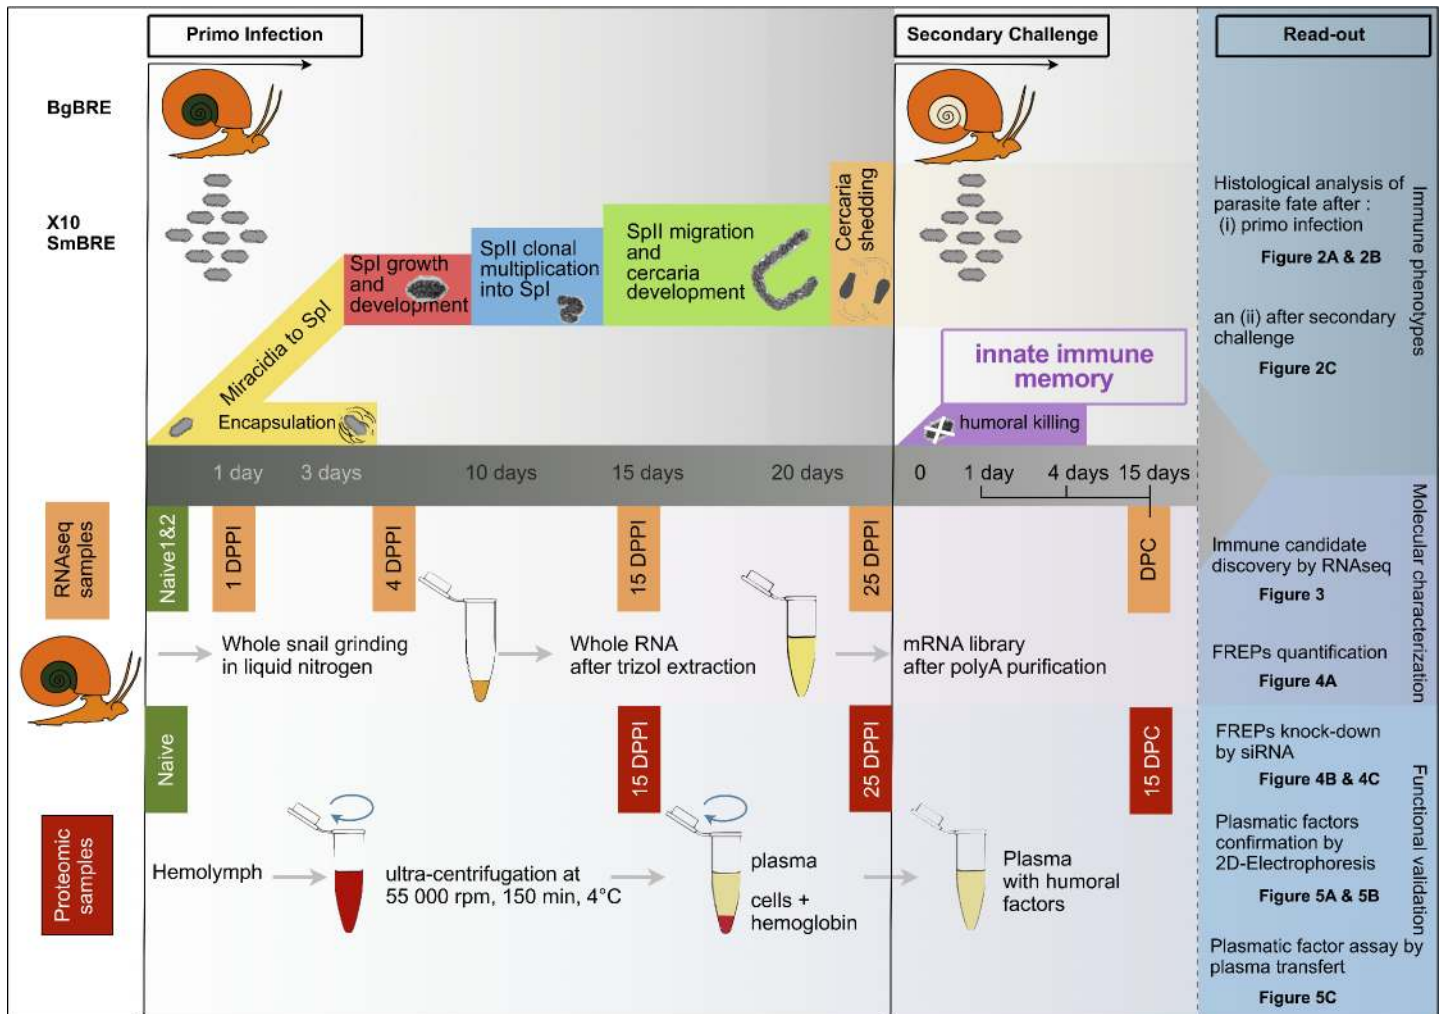 Primo Infection
Secondary Challenge
Read-out
BgBRE
X10
SmBRE
Miracidia to SpI
Encapsulation
SpI growth
and
development
SpII clonal
multiplication
into SpI
SpII migration
and
cercaria
development
Cercaria
shedding
innate immune
memory
humoral killing
1 day
3 days
10 days
15 days
20 days
0
1 day
4 days
15 days
Histological analysis of
parasite fate after :
(i) primo infection
Figure 2A & 2B
an (ii) after secondary
challenge
Figure 2C
Immune phenotypes
RNAseq
samples
Naive1&2
1 DPPI
4 DPPI
15 DPPI
25 DPPI
DPC
Whole snail grinding
in liquid nitrogen
Whole RNA
after trizol extraction
mRNA library
after polyA purification
Immune candidate
discovery by RNAseq
Figure 3
FREPs quantification
Figure 4A
Molecular characterization
Proteomic
samples
Naive
15 DPPI
25 DPPI
15 DPC
Hemolymph
ultra-centrifugation at
55 000 rpm, 150 min, 4°C
plasma
cells +
hemoglobin
Plasma
with humoral
factors
FREPs knock-down
by siRNA
Figure 4B & 4C
Plasmatic factors
confirmation by
2D-Electrophoresis
Figure 5A & 5B
Plasmatic factor assay by
plasma transfert
Figure 5C
Functional validation